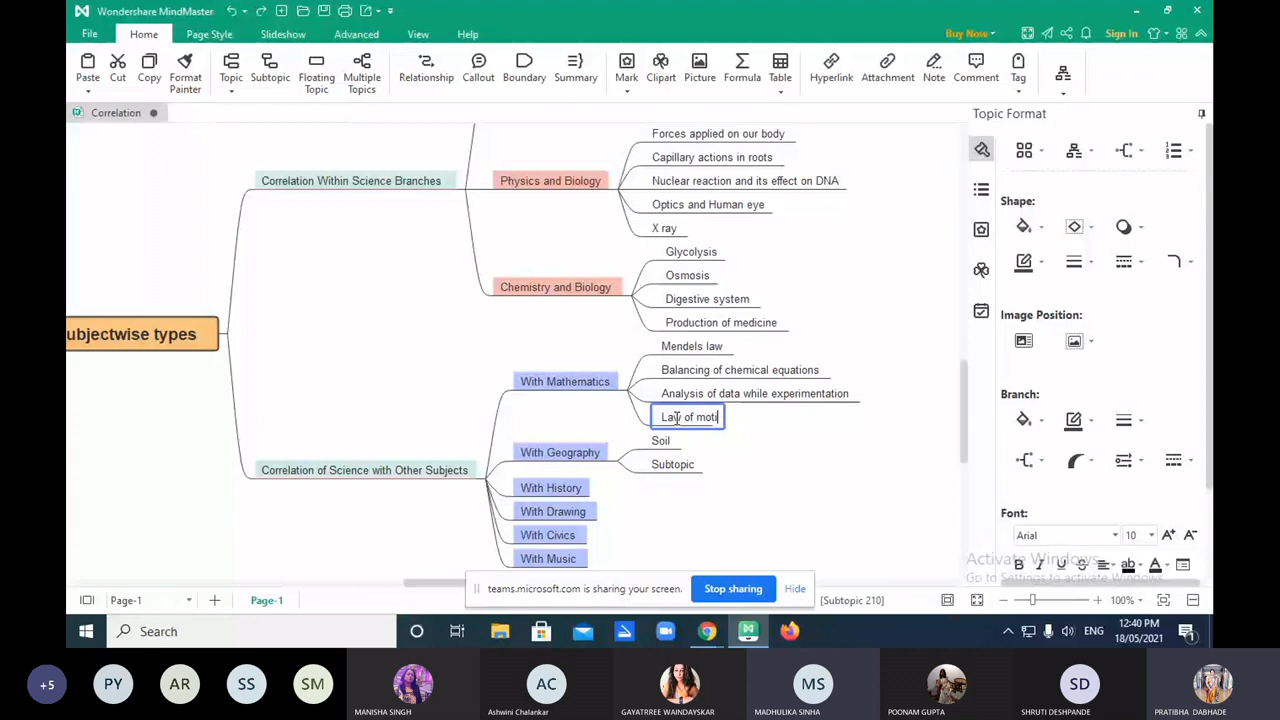 Wondershare MindMaster
File Home Page Style Slideshow Advanced View Help Buy Now Sign In
Paste Cut Copy Format Painter Topic Subtopic Floating Topic Multiple Topics Relationship Callout Boundary Summary Mark Clipart Picture Formula Table Hyperlink Attachment Note Comment Tag
Correlation
Topic Format
Forces applied on our body
Capillary actions in roots
Correlation Within Science Branches
Physics and Biology
Nuclear reaction and its effect on DNA
Optics and Human eye
X ray
Glycolysis
Osmosis
Chemistry and Biology
Digestive system
Production of medicine
ubjectwise types
Mendels law
Balancing of chemical equations
With Mathematics
Analysis of data while experimentation
Law of moti
Soil
With Geography
Subtopic
Correlation of Science with Other Subjects
With History
With Drawing
With Civics
With Music
Shape:
Image Position:
Branch:
Font:
Arial 10
B I U S ab A
Activate Windows
Go to Settings to activate Windows.
teams.microsoft.com is sharing your screen. Stop sharing Hide
Page-1 Page-1 [Subtopic 210] 100%
Search
ENG
12:40 PM
18/05/2021
1
+5 PY AR SS SM
MANISHA SINGH
AC
Ashwini Chalankar
GAYATRREE WAINDAYSKAR
MS
MADHULIKA SINHA
POONAM GUPTA
SD
SHRUTI DESHPANDE
PRATIBHA DABHADE